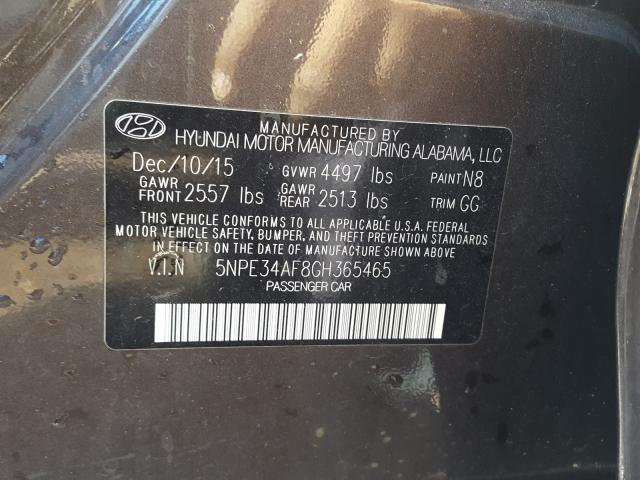 MANUFACTURED BY
HYUNDAI MOTOR MANUFACTURING ALABAMA, LLC
Dec/10/15 GVWR 4497 lbs PAINT N8
GAWR FRONT 2557 lbs GAWR REAR 2513 lbs TRIM GG
THIS VEHICLE CONFORMS TO ALL APPLICABLE U.S.A. FEDERAL
MOTOR VEHICLE SAFETY, BUMPER, AND THEFT PREVENTION STANDARDS
IN EFFECT ON THE DATE OF MANUFACTURE SHOWN ABOVE.
V.I.N 5NPE34AF8GH365465
PASSENGER CAR